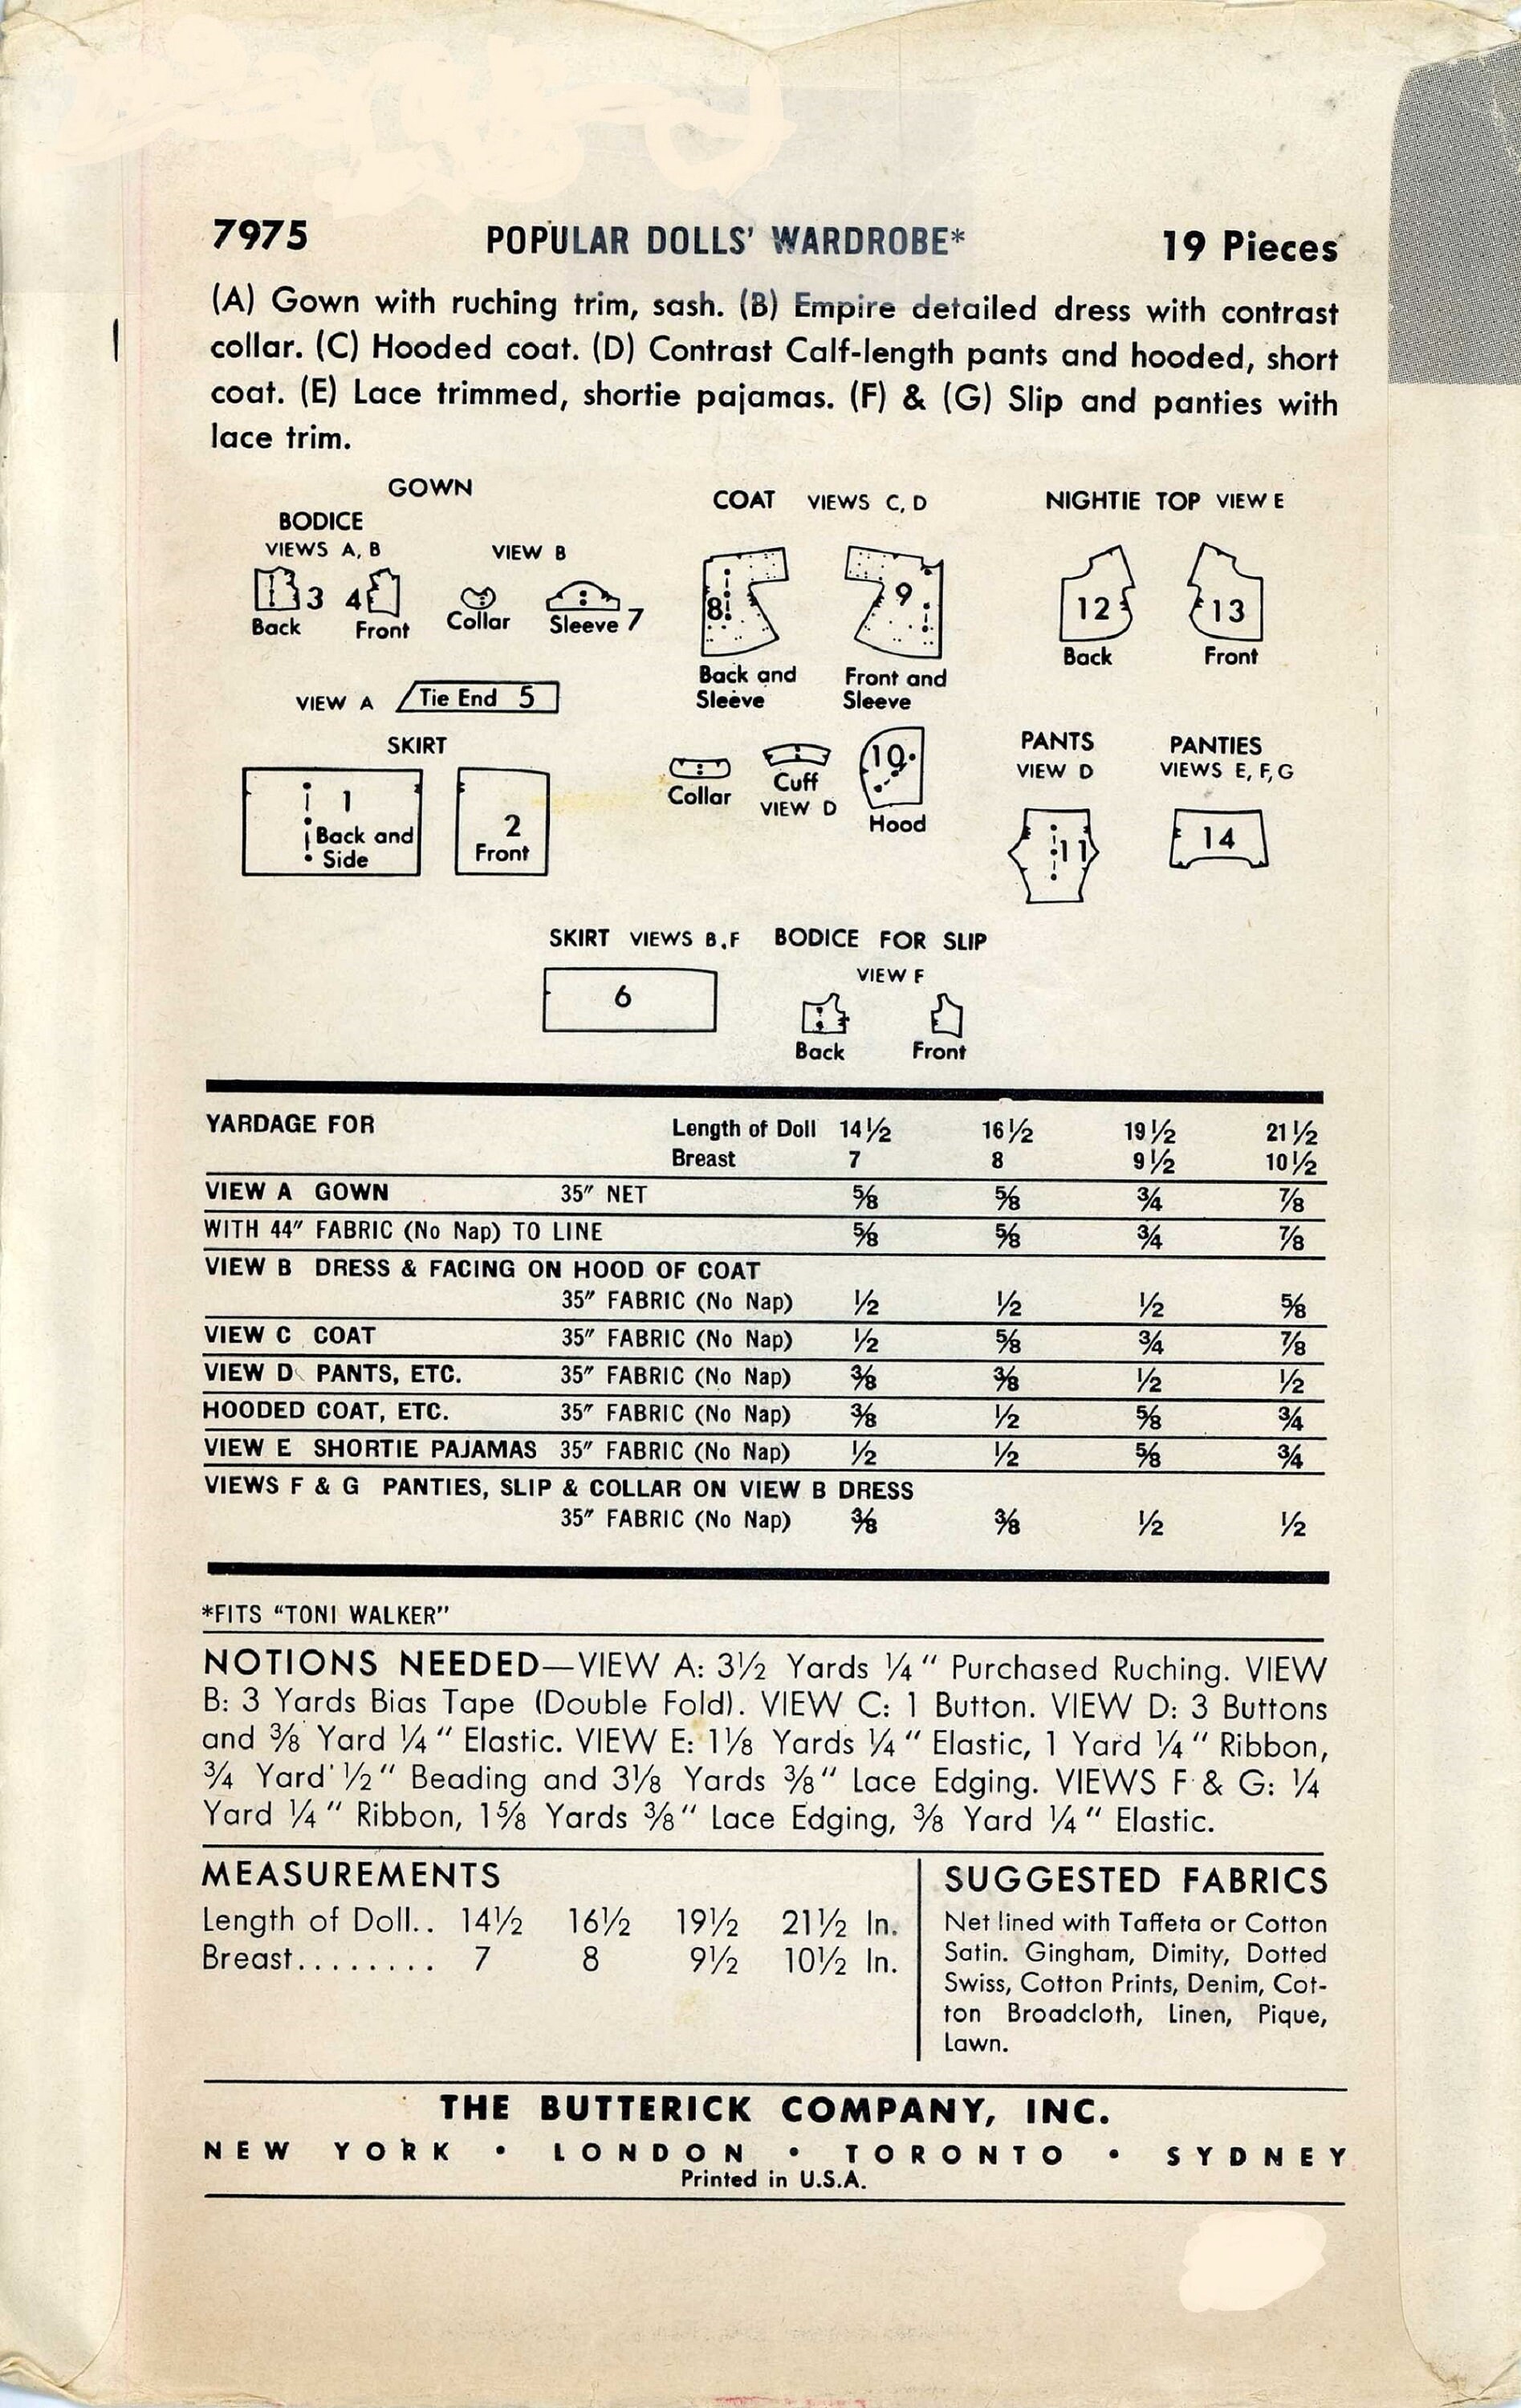 7975 POPULAR DOLLS' WARDROBE* 19 Pieces
(A) Gown with ruching trim, sash. (B) Empire detailed dress with contrast
collar. (C) Hooded coat. (D) Contrast Calf-length pants and hooded, short
coat. (E) Lace trimmed, shortie pajamas. (F) & (G) Slip and panties with
lace trim.
GOWN
BODICE
VIEWS A, B
3 4
Back Front
VIEW B
Collar Sleeve 7
VIEW A Tie End 5
SKIRT
1
Back and
Side
2
Front
COAT VIEWS C, D
8 9
Back and
Sleeve
Front and
Sleeve
Collar
Cuff
VIEW D
10
Hood
NIGHTIE TOP VIEW E
12 13
Back Front
PANTS
VIEW D
11
PANTIES
VIEWS E, F, G
14
SKIRT VIEWS B, F
6
BODICE FOR SLIP
VIEW F
Back Front
YARDAGE FOR Length of Doll 14½ 16½ 19½ 21½
Breast 7 8 9½ 10½
VIEW A GOWN 35" NET ⅝ ⅝ ¾ ⅞
WITH 44" FABRIC (No Nap) TO LINE ⅝ ⅝ ¾ ⅞
VIEW B DRESS & FACING ON HOOD OF COAT
35" FABRIC (No Nap) ½ ½ ½ ⅝
VIEW C COAT 35" FABRIC (No Nap) ½ ⅝ ¾ ⅞
VIEW D PANTS, ETC. 35" FABRIC (No Nap) ⅜ ⅜ ½ ½
HOODED COAT, ETC. 35" FABRIC (No Nap) ⅜ ½ ⅝ ¾
VIEW E SHORTIE PAJAMAS 35" FABRIC (No Nap) ½ ½ ⅝ ¾
VIEWS F & G PANTIES, SLIP & COLLAR ON VIEW B DRESS
35" FABRIC (No Nap) ⅜ ⅜ ½ ½
*FITS "TONI WALKER"
NOTIONS NEEDED—VIEW A: 3½ Yards ¼" Purchased Ruching. VIEW
B: 3 Yards Bias Tape (Double Fold). VIEW C: 1 Button. VIEW D: 3 Buttons
and ⅜ Yard ¼" Elastic. VIEW E: 1⅛ Yards ¼" Elastic, 1 Yard ¼" Ribbon,
¾ Yard ½" Beading and 3⅛ Yards ⅜" Lace Edging. VIEWS F & G: ¼
Yard ¼" Ribbon, 1⅝ Yards ⅜" Lace Edging, ⅜ Yard ¼" Elastic.
MEASUREMENTS
Length of Doll.. 14½ 16½ 19½ 21½ In.
Breast........ 7 8 9½ 10½ In.
SUGGESTED FABRICS
Net lined with Taffeta or Cotton
Satin. Gingham, Dimity, Dotted
Swiss, Cotton Prints, Denim, Cot-
ton Broadcloth, Linen, Pique,
Lawn.
THE BUTTERICK COMPANY, INC.
NEW YORK • LONDON • TORONTO • SYDNEY
Printed in U.S.A.